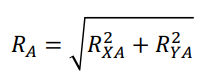 $R_A = \sqrt{R_{XA}^2 + R_{YA}^2}$